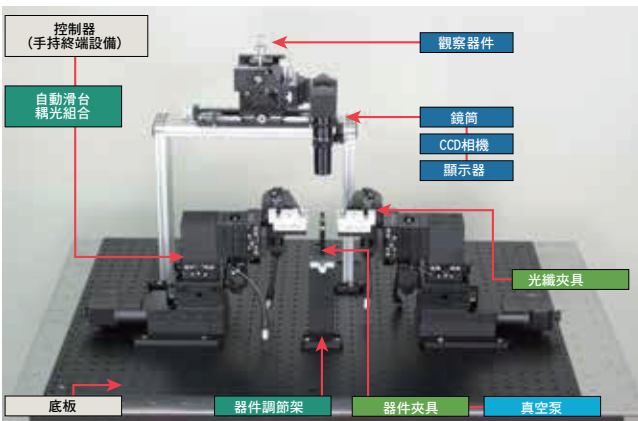 控制器
(手持終端設備)
觀察器件
自動滑台
耦光組合
鏡筒
CCD相機
顯示器
光纖夾具
底板
器件調節架
器件夾具
真空泵